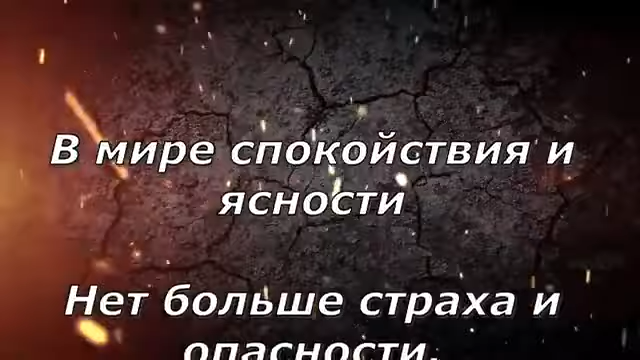 В мире спокойствия и
ясности
Нет больше страха и
опасности.